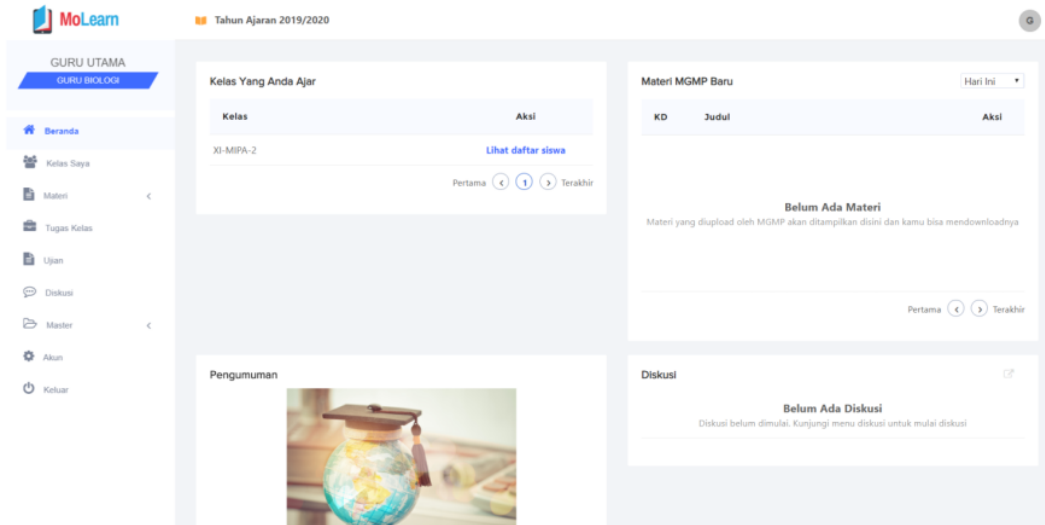 MoLearn
Tahun Ajaran 2019/2020
G
GURU UTAMA
GURU BIOLOGI
Beranda
Kelas Saya
Materi
Tugas Kelas
Ujian
Diskusi
Master
Akun
Keluar
Kelas Yang Anda Ajar
Kelas Aksi
XI-MIPA-2 Lihat daftar siswa
Pertama 1 Terakhir
Materi MGMP Baru Hari Ini
KD Judul Aksi
Belum Ada Materi
Materi yang diupload oleh MGMP akan ditampilkan disini dan kamu bisa mendownloadnya
Pertama Terakhir
Pengumuman
Diskusi
Belum Ada Diskusi
Diskusi belum dimulai. Kunjungi menu diskusi untuk mulai diskusi